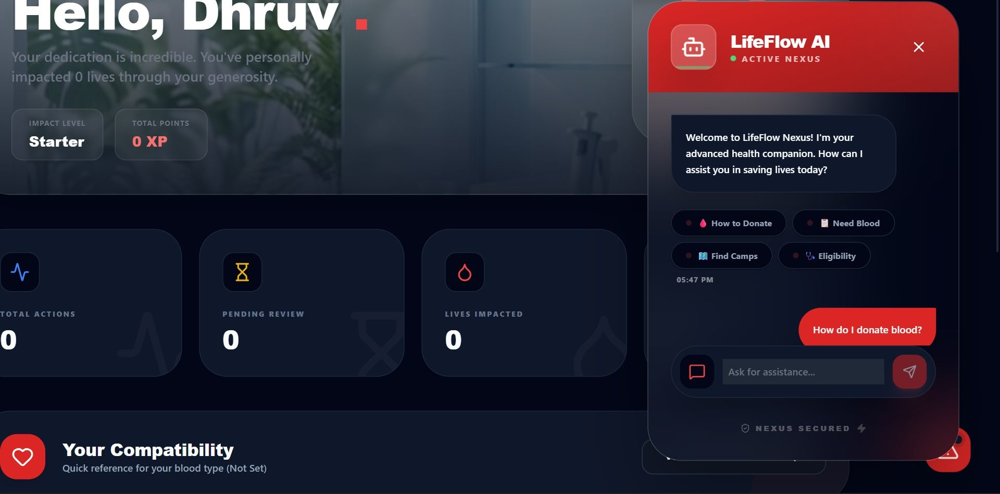 Hello, Dhruv .
Your dedication is incredible. You've personally
impacted 0 lives through your generosity.
IMPACT LEVEL
Starter
TOTAL POINTS
0 XP
TOTAL ACTIONS
0
PENDING REVIEW
0
LIVES IMPACTED
0
Your Compatibility
Quick reference for your blood type (Not Set)
LifeFlow AI
ACTIVE NEXUS
Welcome to LifeFlow Nexus! I'm your
advanced health companion. How can I
assist you in saving lives today?
How to Donate
Need Blood
Find Camps
Eligibility
05:47 PM
How do I donate blood?
Ask for assistance...
NEXUS SECURED